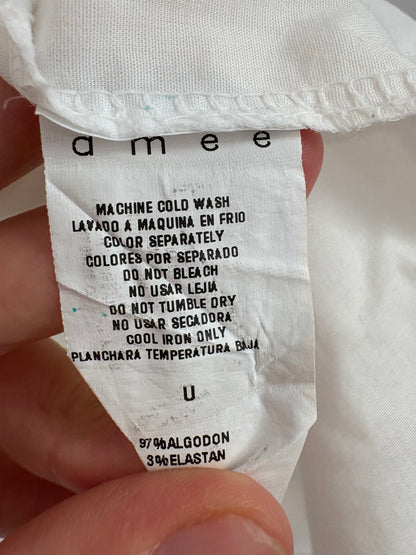 amee
MACHINE COLD WASH
LAVADO A MAQUINA EN FRIO
COLOR SEPARATELY
COLORES POR SEPARADO
DO NOT BLEACH
NO USAR LEJIA
DO NOT TUMBLE DRY
NO USAR SECADORA
COOL IRON ONLY
PLANCHAR A TEMPERATURA BAJA
U
97%ALGODON
3%ELASTAN